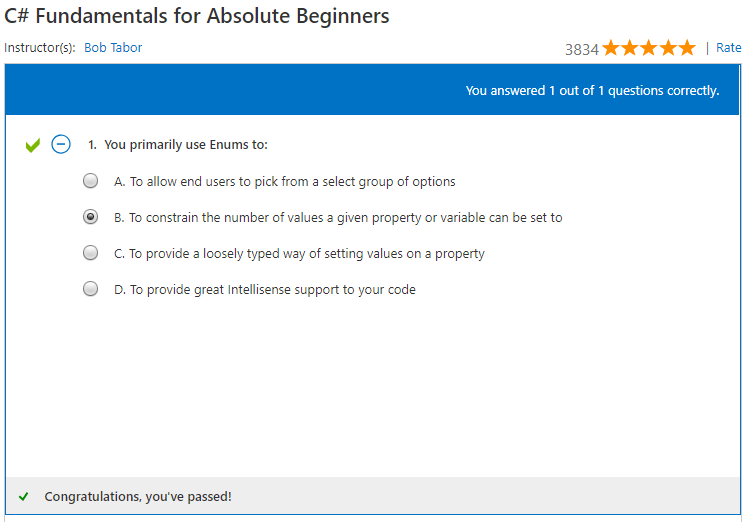 C# Fundamentals for Absolute Beginners
Instructor(s): Bob Tabor 3834 | Rate
You answered 1 out of 1 questions correctly.
1. You primarily use Enums to:
A. To allow end users to pick from a select group of options
B. To constrain the number of values a given property or variable can be set to
C. To provide a loosely typed way of setting values on a property
D. To provide great Intellisense support to your code
Congratulations, you've passed!